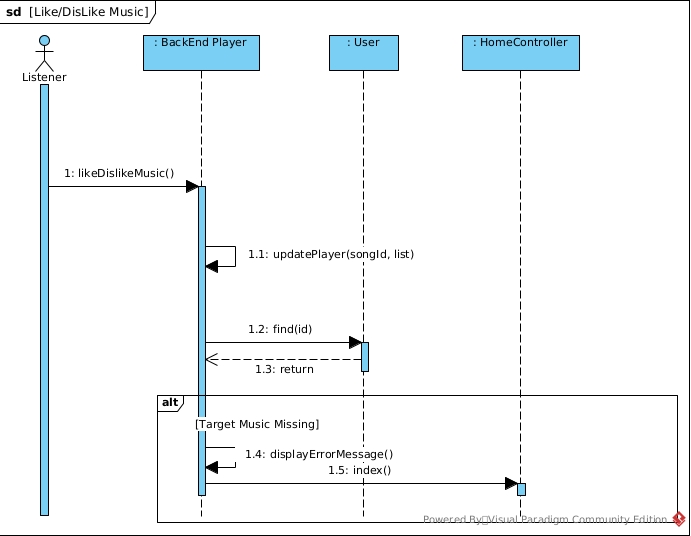 sd [Like/DisLike Music]
: BackEnd Player
: User
: HomeController
Listener
1: likeDislikeMusic()
1.1: updatePlayer(songId, list)
1.2: find(id)
1.3: return
alt
[Target Music Missing]
1.4: displayErrorMessage()
1.5: index()
Powered By Visual Paradigm Community Edition